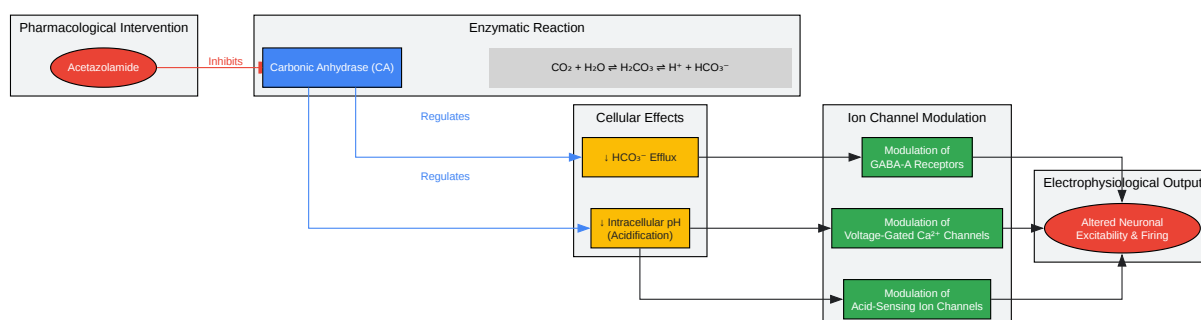 Pharmacological Intervention
Enzymatic Reaction
Acetazolamide
Inhibits
Carbonic Anhydrase (CA)
CO₂ + H₂O ⇌ H₂CO₃ ⇌ H⁺ + HCO₃⁻
Regulates
Regulates
Cellular Effects
↓ HCO₃⁻ Efflux
↓ Intracellular pH
(Acidification)
Ion Channel Modulation
Modulation of
GABA-A Receptors
Modulation of
Voltage-Gated Ca²⁺ Channels
Modulation of
Acid-Sensing Ion Channels
Electrophysiological Output
Altered Neuronal
Excitability & Firing